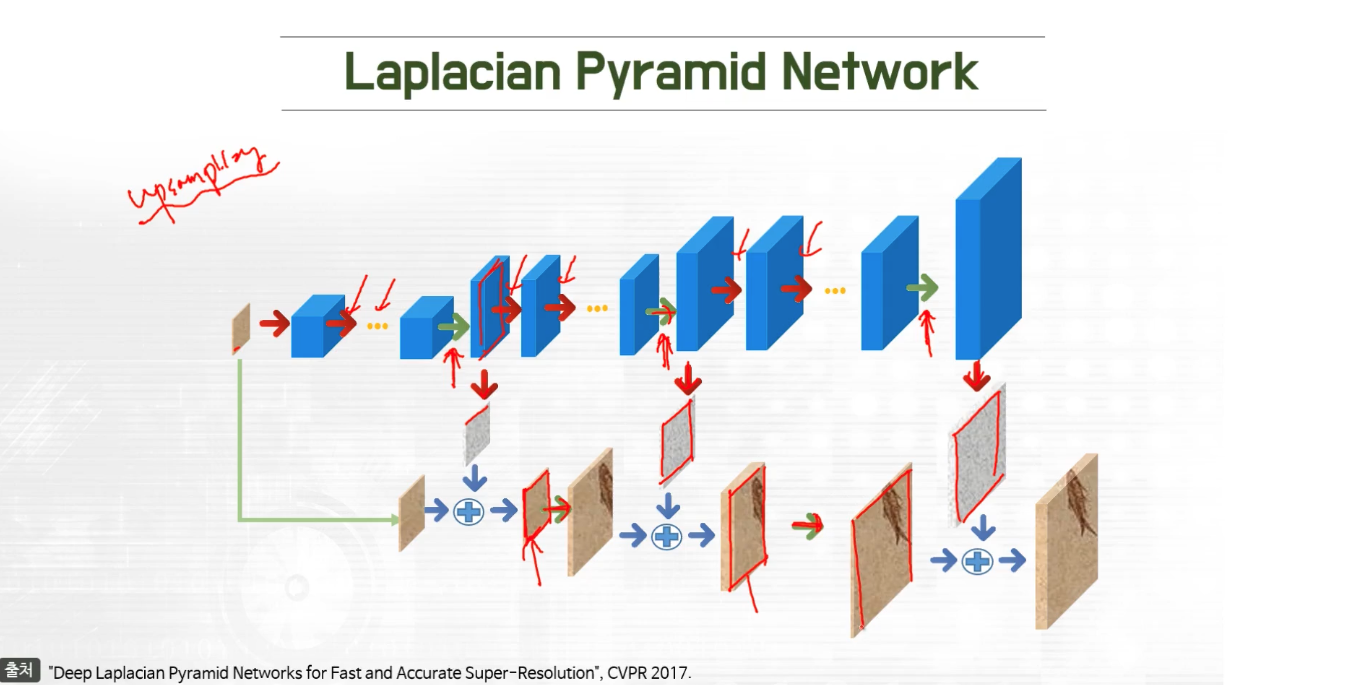 Laplacian Pyramid Network
Upsampling
출처 "Deep Laplacian Pyramid Networks for Fast and Accurate Super-Resolution", CVPR 2017.